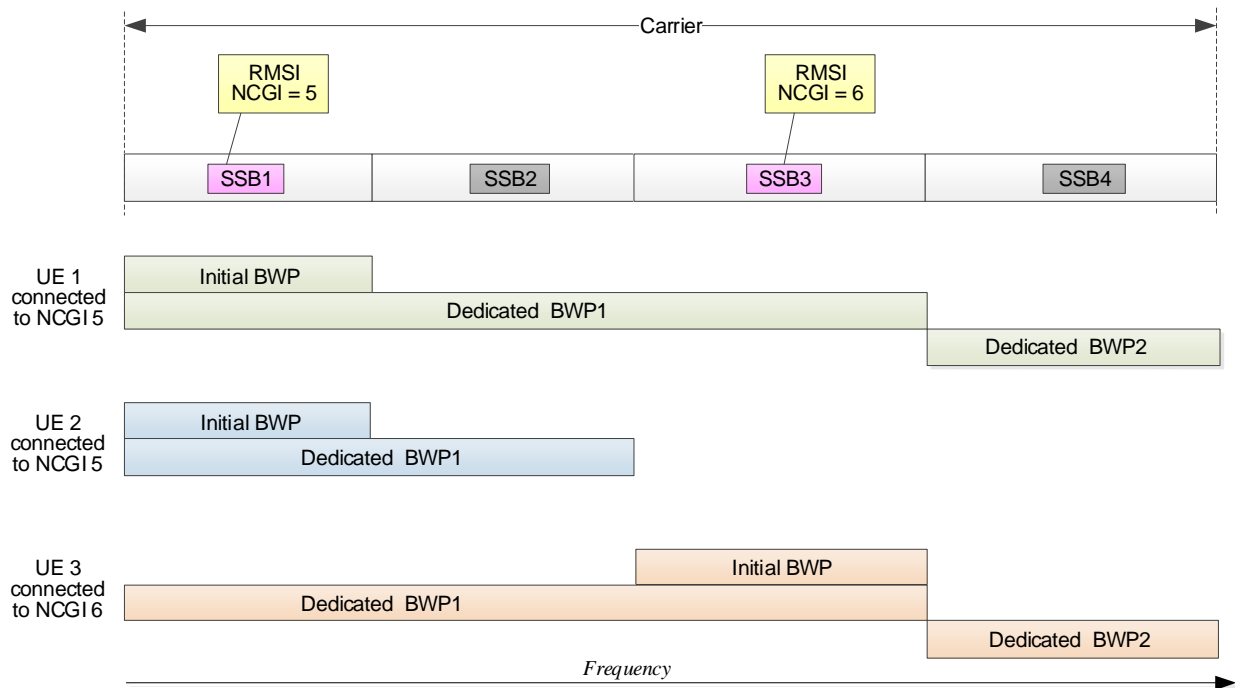 Carrier
RMSI
NCGI = 5
RMSI
NCGI = 6
SSB1
SSB2
SSB3
SSB4
UE 1
connected
to NCGI 5
Initial BWP
Dedicated BWP1
Dedicated BWP2
UE 2
connected
to NCGI 5
Initial BWP
Dedicated BWP1
UE 3
connected
to NCGI 6
Initial BWP
Dedicated BWP1
Dedicated BWP2
Frequency